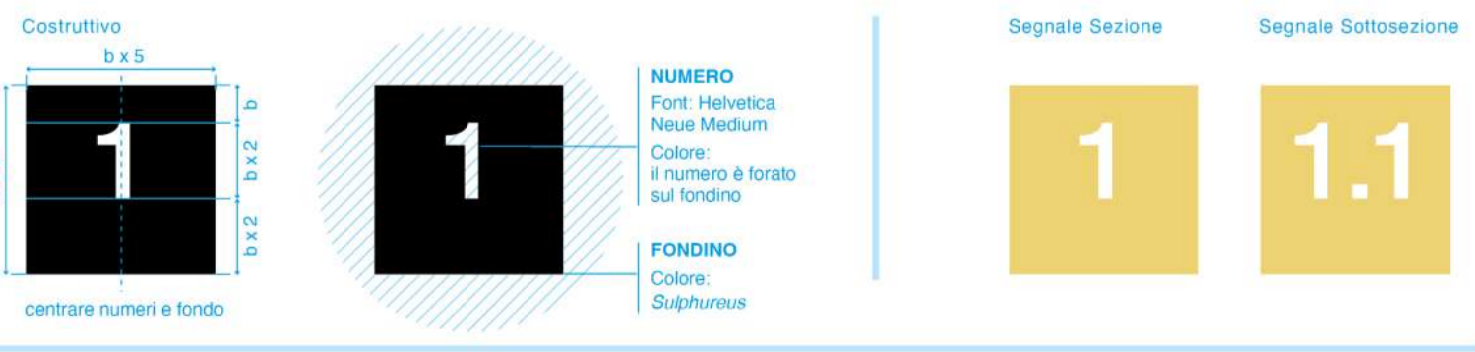 Costruttivo
b x 5
1
b
b x 2
b x 2
centrare numeri e fondo
1
NUMERO
Font: Helvetica
Neue Medium
Colore:
il numero è forato
sul fondino
FONDINO
Colore:
Sulphureus
Segnale Sezione
1
Segnale Sottosezione
1.1